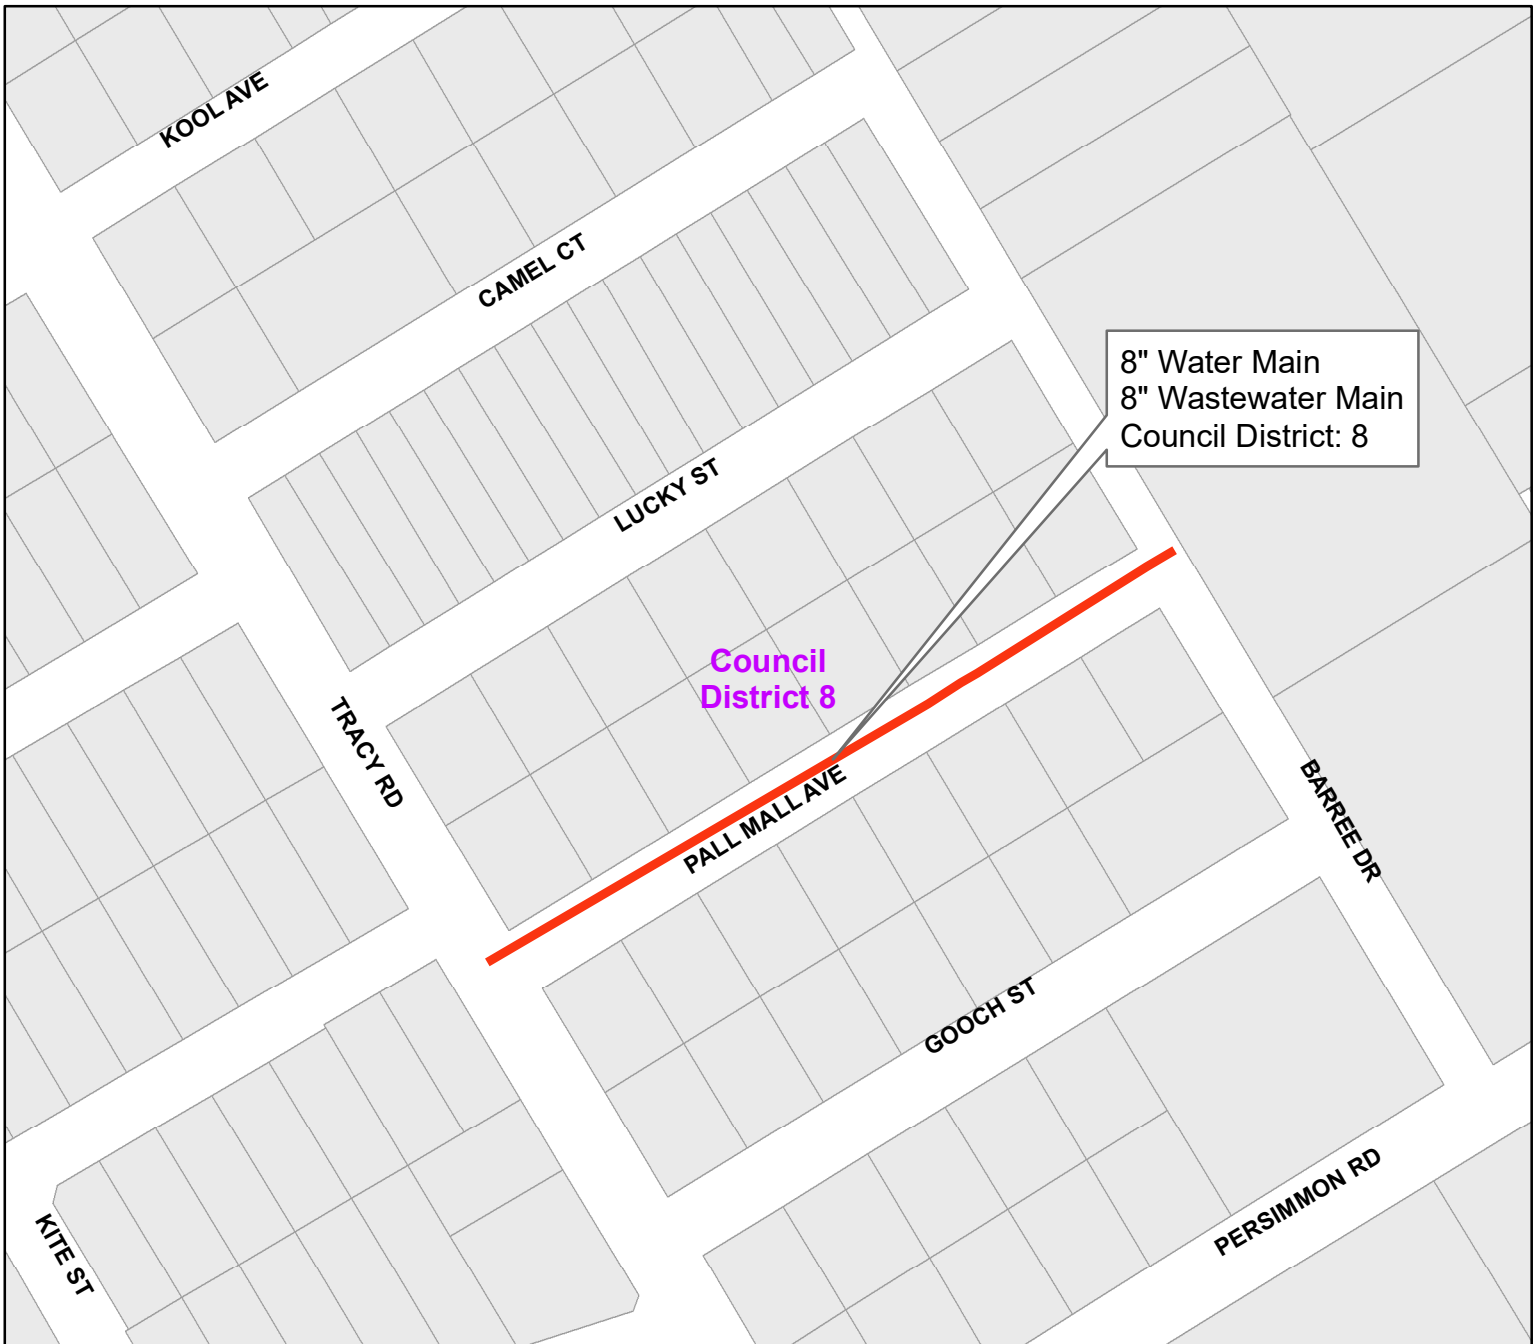 KOOL AVE
CAMEL CT
8" Water Main
8" Wastewater Main
Council District: 8
LUCKY ST
Council
District 8
TRACY RD
PALL MALL AVE
BARREE DR
GOOCH ST
PERSIMMON RD
KITE ST